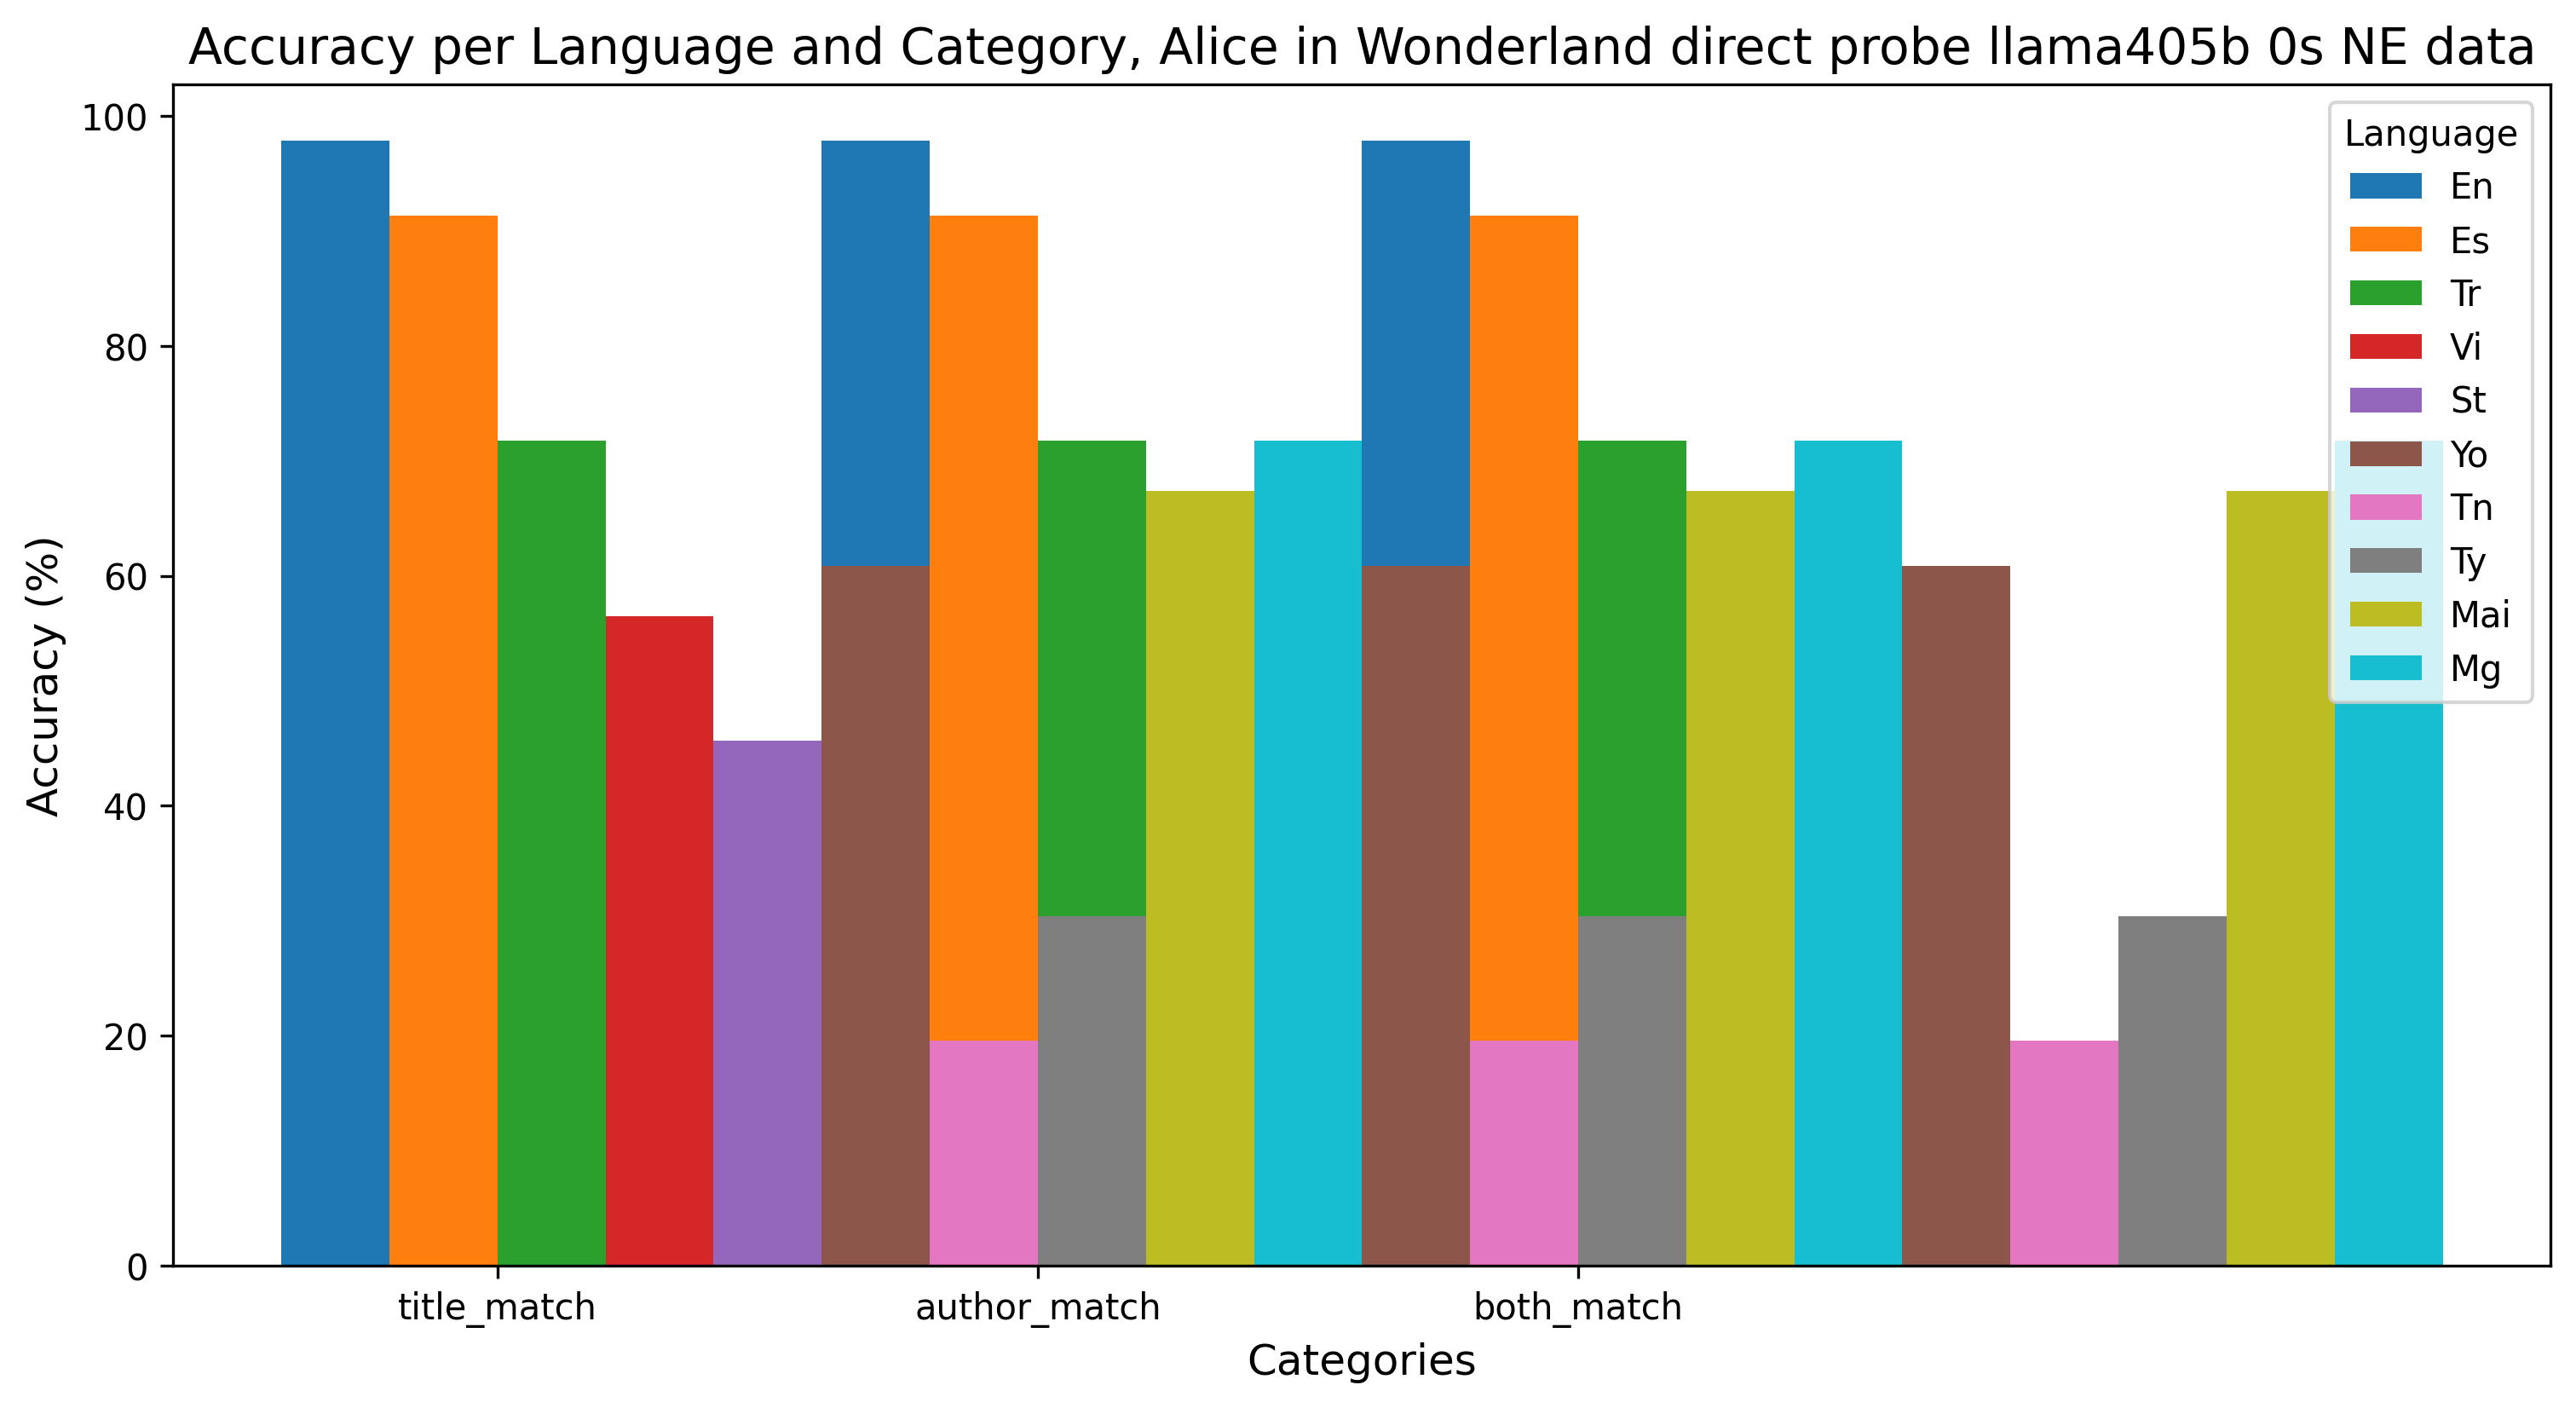 Accuracy per Language and Category, Alice in Wonderland direct probe llama405b 0s NE data
Accuracy (%)
100
80
60
40
20
0
title_match
author_match
both_match
Categories
Language
En
Es
Tr
Vi
St
Yo
Tn
Ty
Mai
Mg